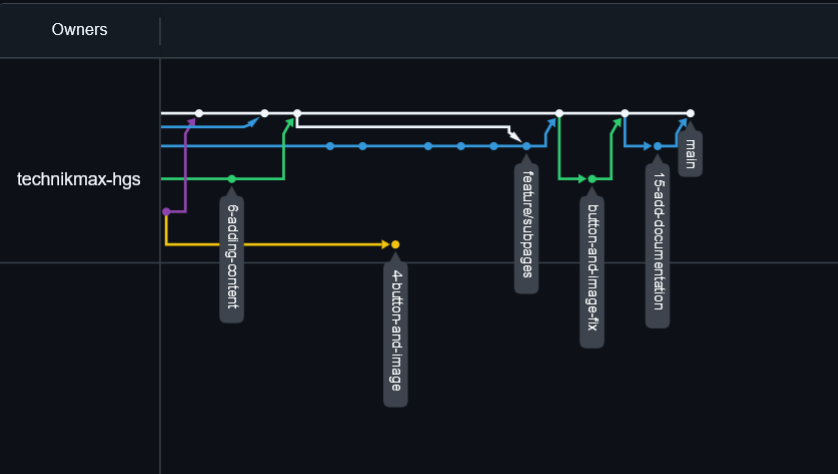 Owners
technikmax-hgs
6-adding-content
4-button-and-image
feature/subpages
button-and-image-fix
15-add-documentation
main